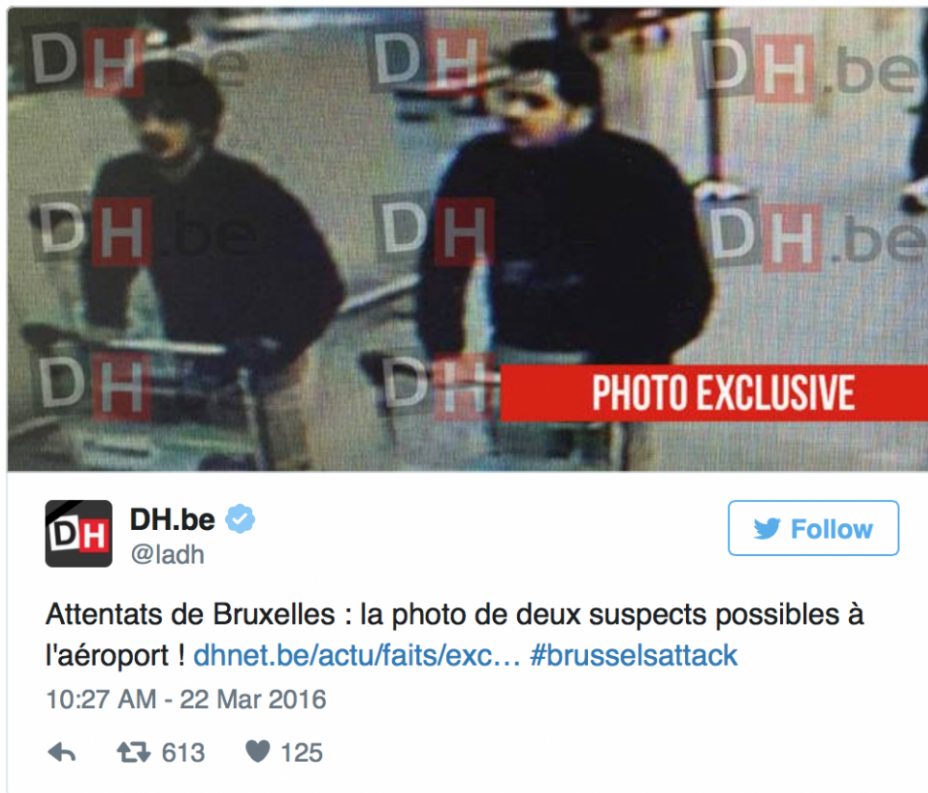 DH.be DH DH.be
DH.be DH DH.be
DH DH
PHOTO EXCLUSIVE
DH
DH.be
@ladh
Follow
Attentats de Bruxelles : la photo de deux suspects possibles à
l'aéroport ! dhnet.be/actu/faits/exc... #brusselsattack
10:27 AM - 22 Mar 2016
613 125